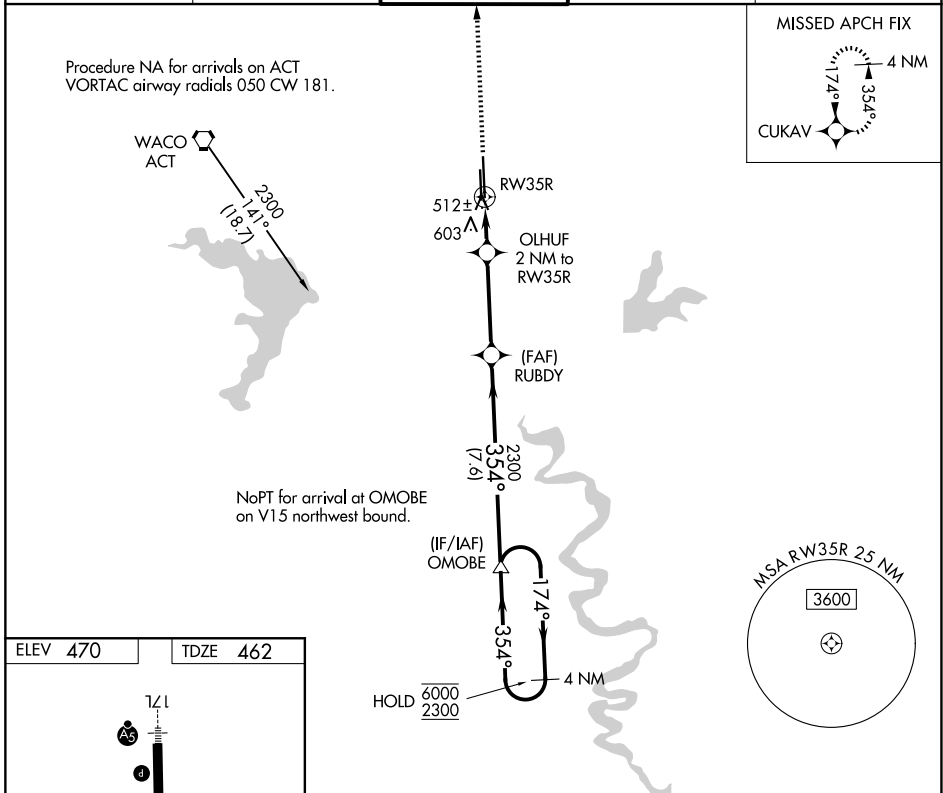 MISSED APCH FIX
4 NM
174°
354°
CUKAV
Procedure NA for arrivals on ACT
VORTAC airway radials 050 CW 181.
WACO
ACT
2300
141°
(18.7)
RW35R
512±
603
OLHUF
2 NM to
RW35R
(FAF)
RUBDY
2300
354°
(7.6)
NoPT for arrival at OMOBE
on V15 northwest bound.
(IF/IAF)
OMOBE
174°
354°
4 NM
HOLD 6000
2300
MSA RW35R 25 NM
3600
ELEV 470
TDZE 462
17L
A5
P